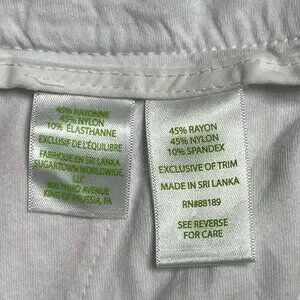 45% RAYONNE
45% NYLON
10% ÉLASTHANNE
EXCLUSIF DE L'ÉQUILIBRE
FABRIQUE EN SRI LANKA
SUGARTOWN WORLDWIDE,
LLC
800 THIRD AVENUE
KING OF PRUSSIA, PA
45% RAYON
45% NYLON
10% SPANDEX
EXCLUSIVE OF TRIM
MADE IN SRI LANKA
RN#88189
SEE REVERSE
FOR CARE